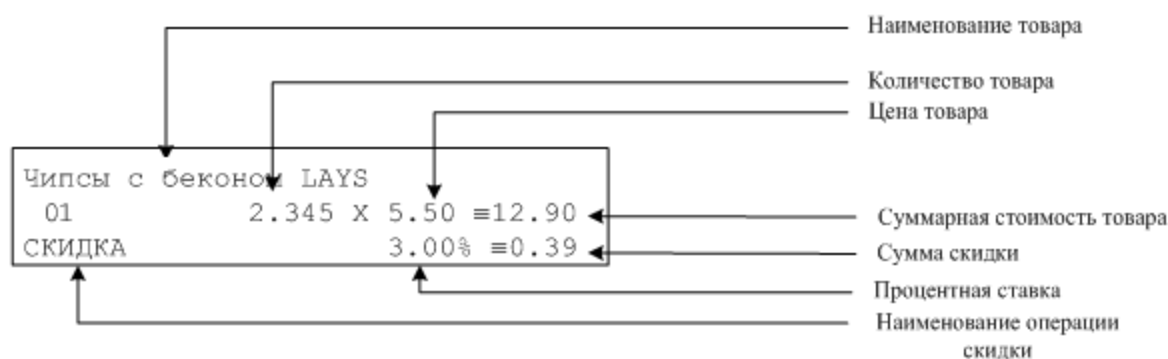 Наименование товара
Количество товара
Цена товара
Чипсы с беконом LAYS
01 2.345 X 5.50 ≡12.90
Суммарная стоимость товара
СКИДКА 3.00% ≡0.39
Сумма скидки
Процентная ставка
Наименование операции
скидки